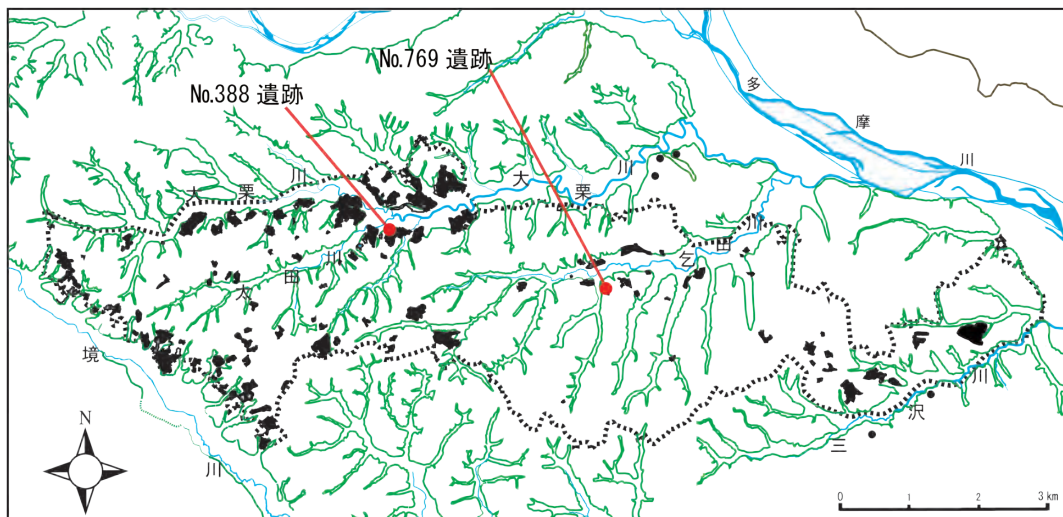 No.769 遺跡
No.388 遺跡
多摩川
大栗川
大栗川
乞田川
大田川
境川
三沢川
N
0 1 2 3 km